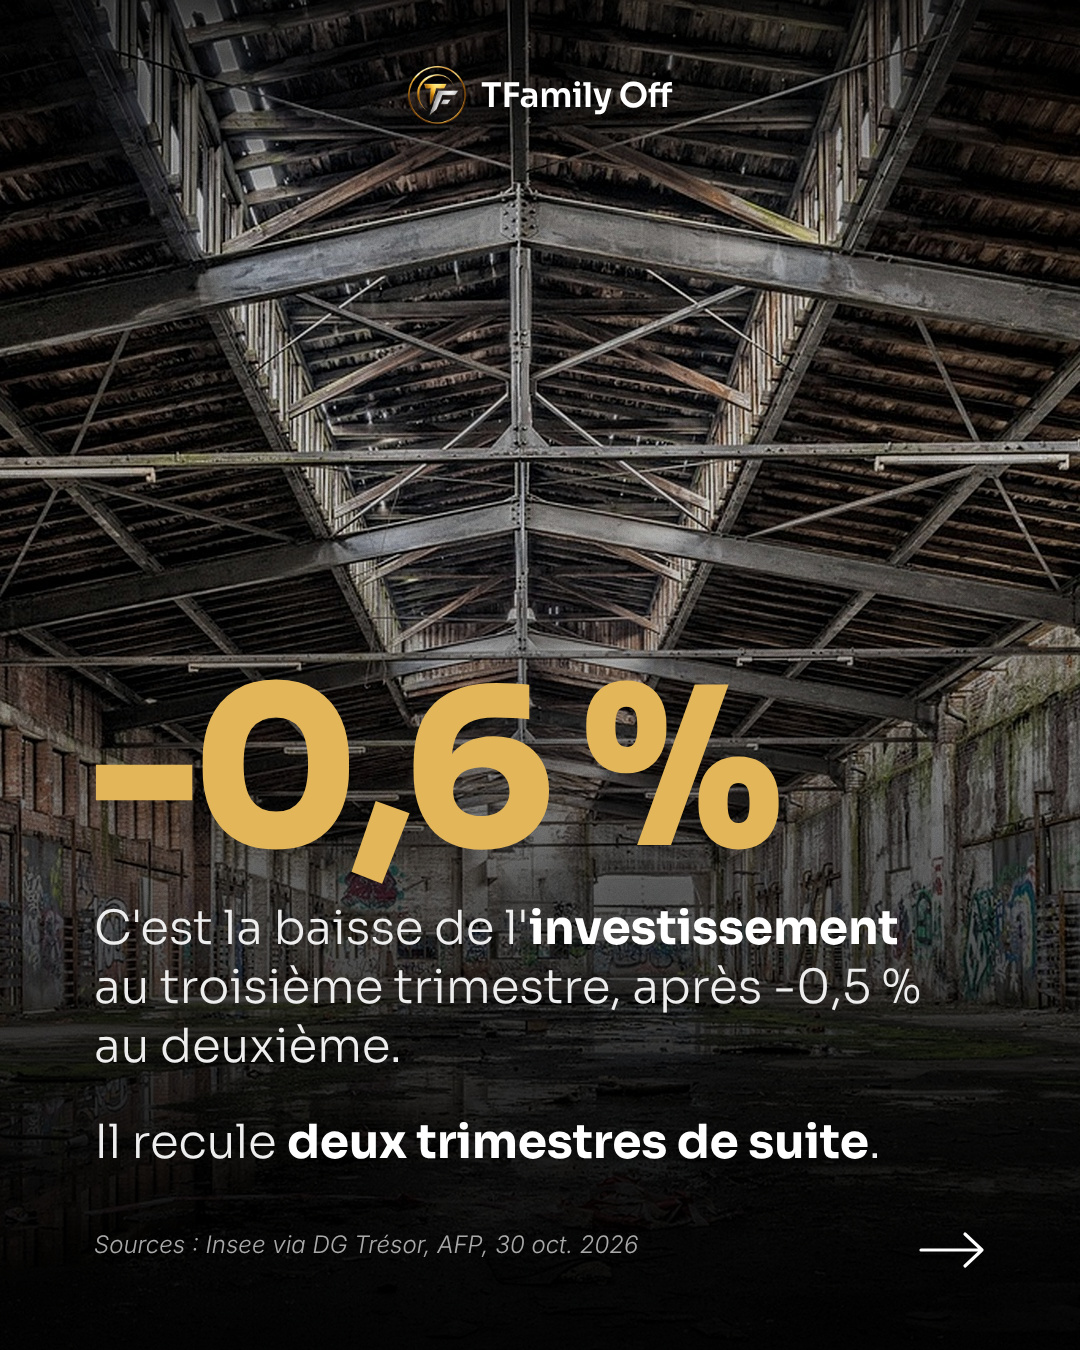 TF TFamily Off
-0,6 %
C'est la baisse de l'investissement
au troisième trimestre, après -0,5 %
au deuxième.
Il recule deux trimestres de suite.
Sources : Insee via DG Trésor, AFP, 30 oct. 2026